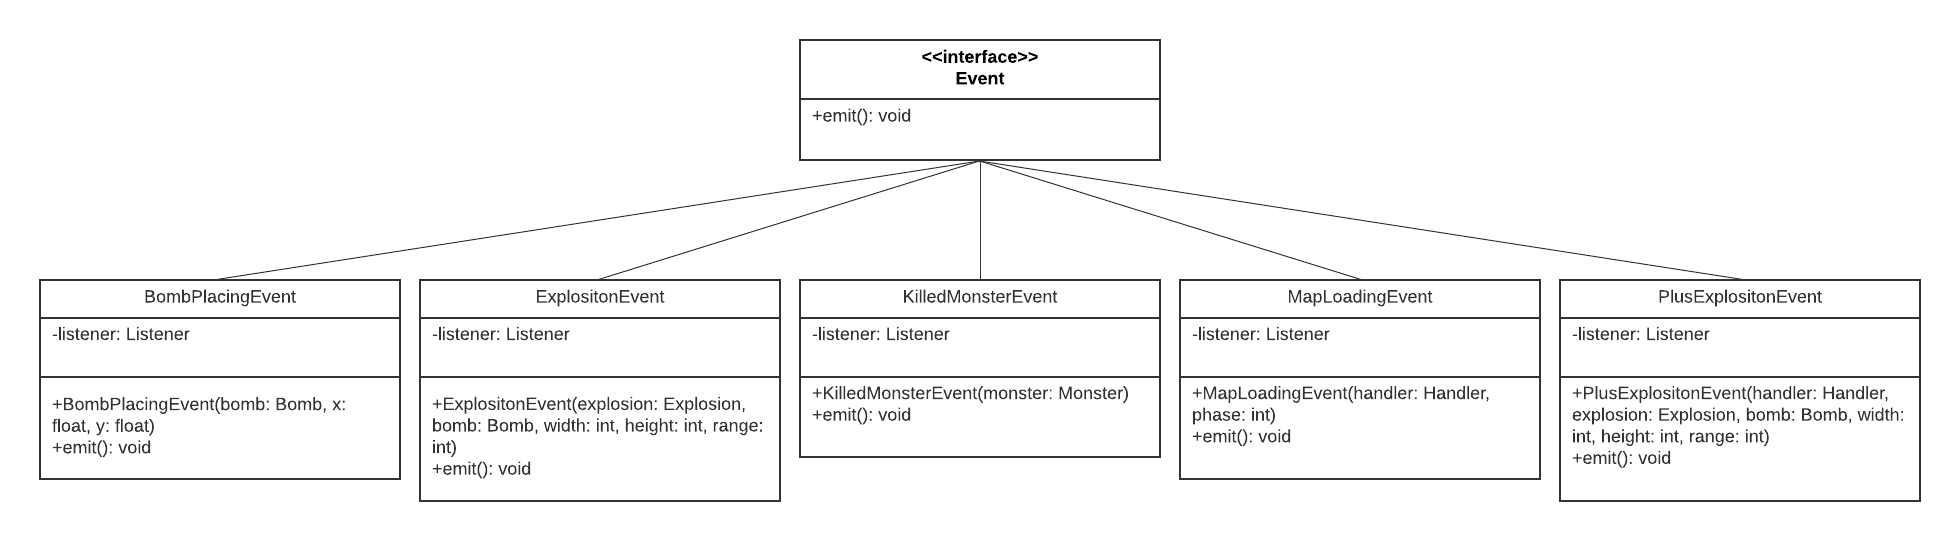 <<interface>>
Event
+emit(): void
BombPlacingEvent
-listener: Listener
+BombPlacingEvent(bomb: Bomb, x:
float, y: float)
+emit(): void
ExplositonEvent
-listener: Listener
+ExplositonEvent(explosion: Explosion,
bomb: Bomb, width: int, height: int, range:
int)
+emit(): void
KilledMonsterEvent
-listener: Listener
+KilledMonsterEvent(monster: Monster)
+emit(): void
MapLoadingEvent
-listener: Listener
+MapLoadingEvent(handler: Handler,
phase: int)
+emit(): void
PlusExplositonEvent
-listener: Listener
+PlusExplositonEvent(handler: Handler,
explosion: Explosion, bomb: Bomb, width:
int, height: int, range: int)
+emit(): void